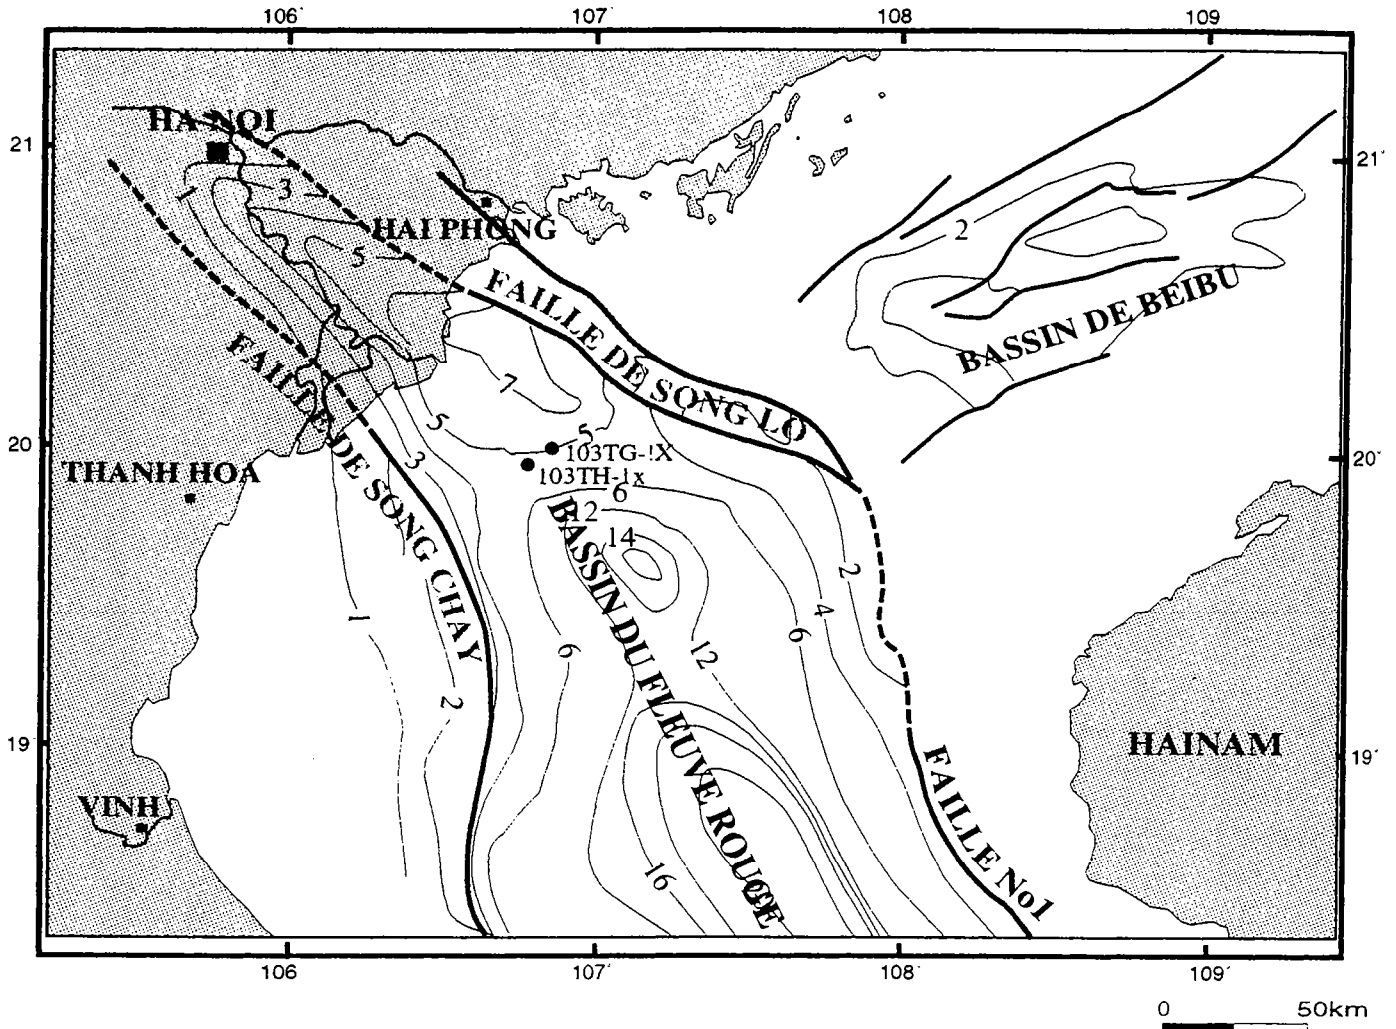 106°
107°
108°
109
HA NOI
21
21°
1
3
HAI PHONG
2
5
FAILLE DE SONG LO
BASSIN DE BEIBU
FAILLE DE SONG CHAY
7
5
5
20
20°
103TG-1X
THANH HOA
3
103TH-1x
6
12
14
BASSIN DU FLEUVE ROUGE
2
4
1
6
6
12
2
19°
19°
HAINAM
FAILLE No1
VINH
16
106°
107°
108°
109°
0 50km